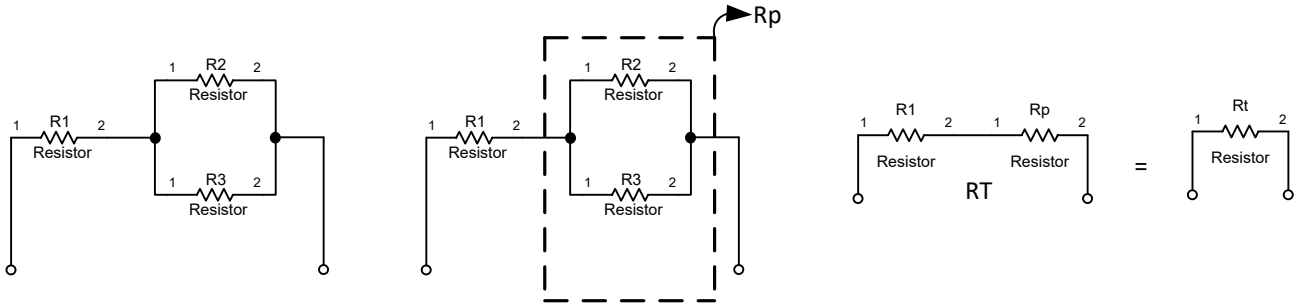 1 R1 2
Resistor
1 R2 2
Resistor
1 R3 2
Resistor
Rp
1 R1 2
Resistor
1 R2 2
Resistor
1 R3 2
Resistor
R1
1 2
Resistor
Rp
1 2
Resistor
RT
=
Rt
1 2
Resistor